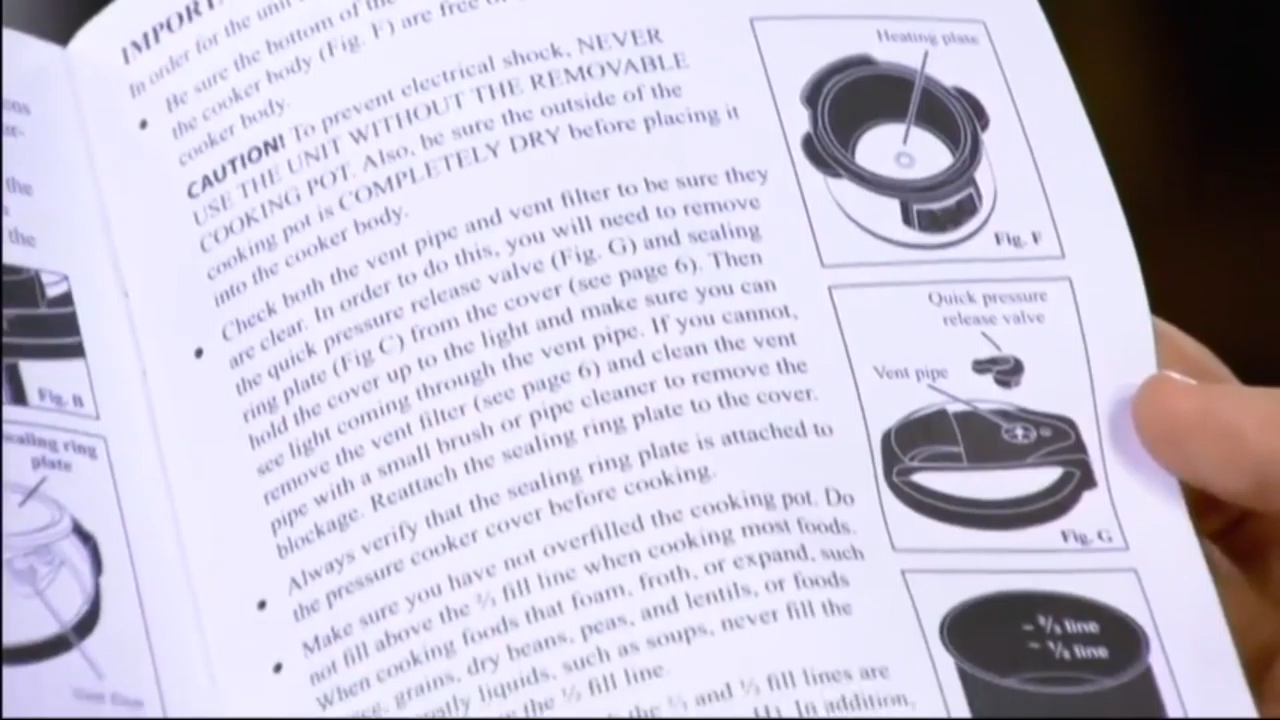 IMPORT
In order for the unit
• Be sure the bottom of the
the cooker body (Fig. F) are free of
cooker body.
CAUTION! To prevent electrical shock, NEVER
USE THE UNIT WITHOUT THE REMOVABLE
COOKING POT. Also, be sure the outside of the
cooking pot is COMPLETELY DRY before placing it
into the cooker body.
• Check both the vent pipe and vent filter to be sure they
are clear. In order to do this, you will need to remove
the quick pressure release valve (Fig. G) and sealing
ring plate (Fig C) from the cover (see page 6). Then
hold the cover up to the light and make sure you can
see light coming through the vent pipe. If you cannot,
remove the vent filter (see page 6) and clean the vent
pipe with a small brush or pipe cleaner to remove the
blockage. Reattach the sealing ring plate to the cover.
• Always verify that the sealing ring plate is attached to
the pressure cooker cover before cooking.
• Make sure you have not overfilled the cooking pot. Do
not fill above the ⅔ fill line when cooking most foods.
When cooking foods that foam, froth, or expand, such
grains, dry beans, peas, and lentils, or foods
liquids, such as soups, never fill the
the ½ fill line.
the ⅔ and ½ fill lines are
In addition,
Heating plate
Fig. F
Quick pressure
release valve
Vent pipe
Fig. G
– ⅔ line
– ½ line
the
the
Fig. B
sealing ring
plate